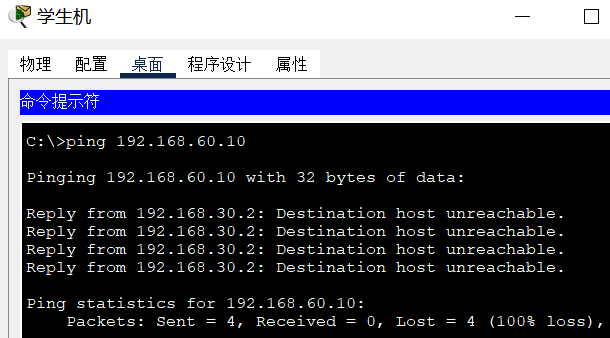 学生机
物理 配置 桌面 程序设计 属性
命令提示符
C:\>ping 192.168.60.10
Pinging 192.168.60.10 with 32 bytes of data:
Reply from 192.168.30.2: Destination host unreachable.
Reply from 192.168.30.2: Destination host unreachable.
Reply from 192.168.30.2: Destination host unreachable.
Reply from 192.168.30.2: Destination host unreachable.
Ping statistics for 192.168.60.10:
Packets: Sent = 4, Received = 0, Lost = 4 (100% loss),